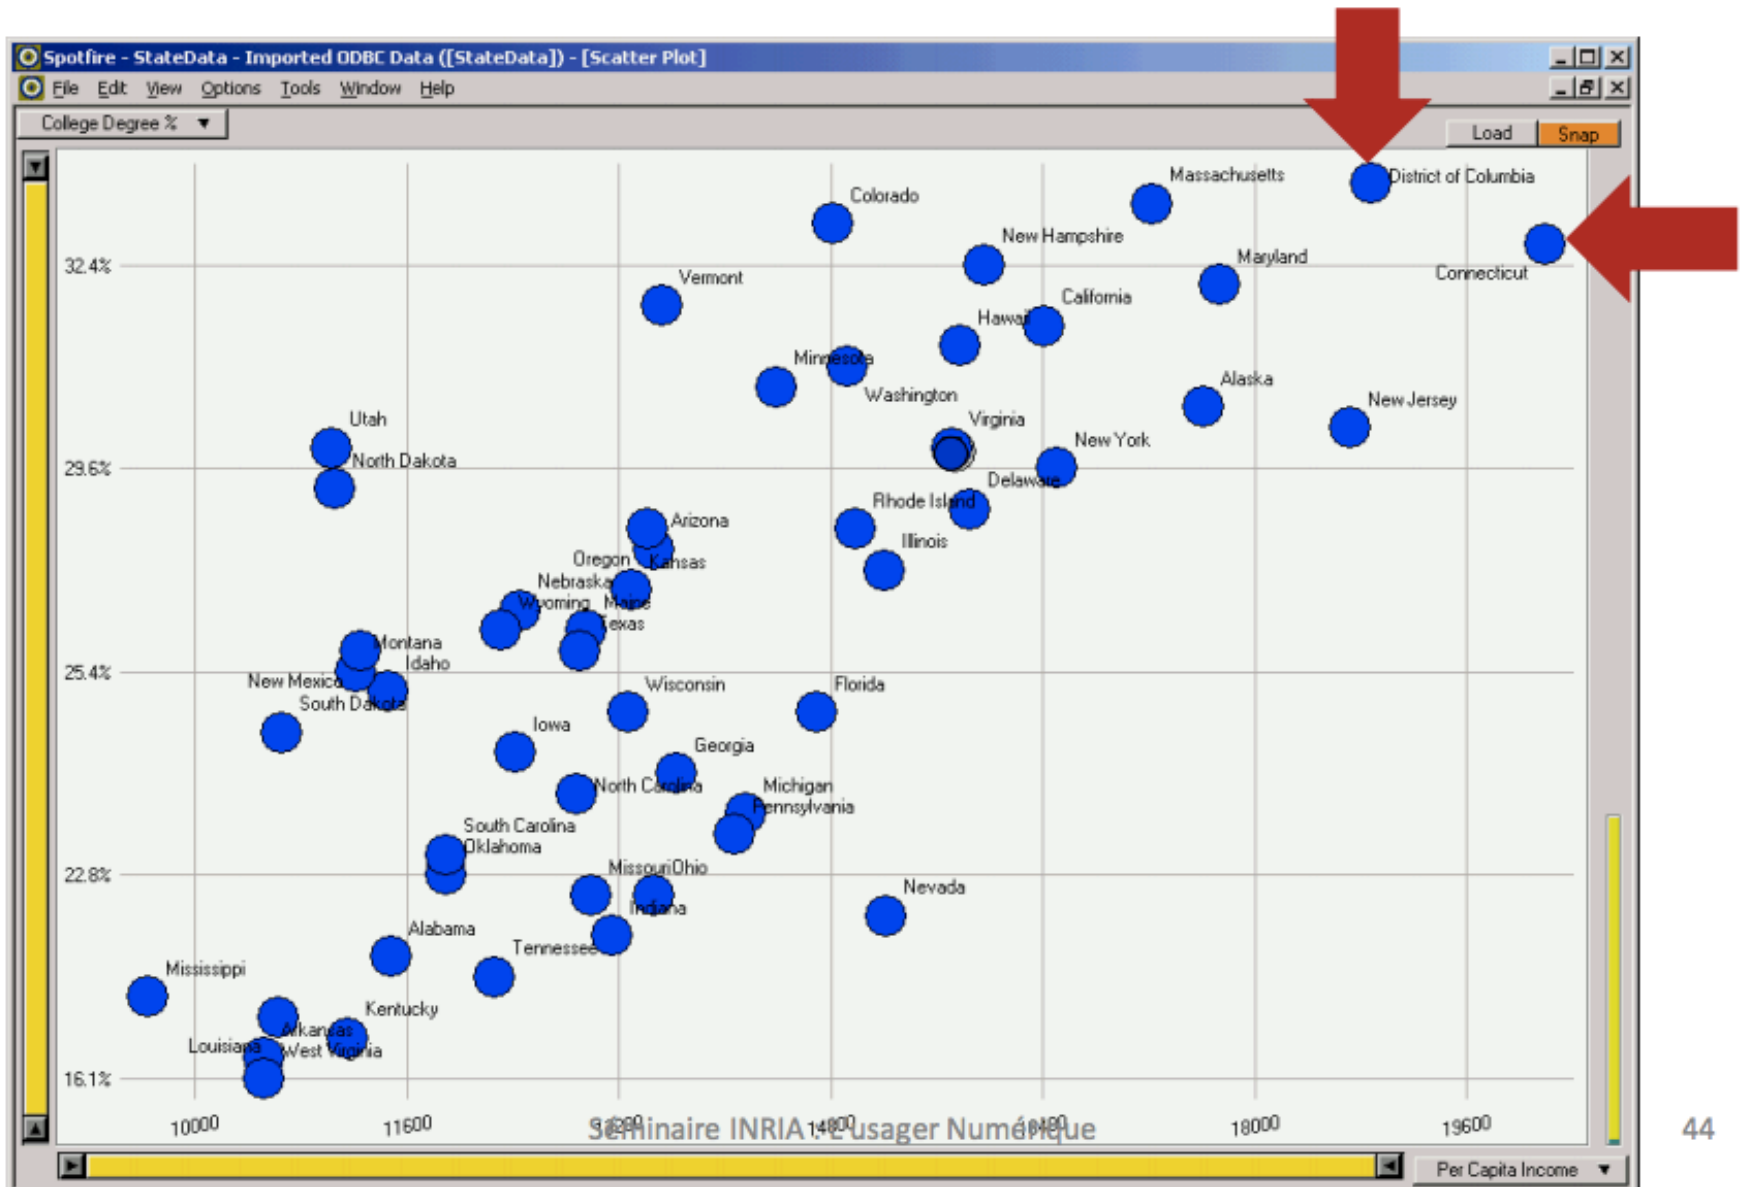 Spotfire - StateData - Imported ODBC Data ([StateData]) - [Scatter Plot]
File Edit View Options Tools Window Help
College Degree %
Load Snap
Massachusetts
District of Columbia
Colorado
New Hampshire
Maryland
Connecticut
32.4%
Vermont
California
Hawaii
Minnesota
Washington
Alaska
New Jersey
Utah
Virginia
New York
North Dakota
29.6%
Delaware
Rhode Island
Arizona
Illinois
Oregon Kansas
Nebraska
Wyoming Maine
Texas
Montana
Idaho
25.4%
New Mexico
South Dakota
Wisconsin
Florida
Iowa
Georgia
North Carolina
Michigan
Pennsylvania
South Carolina
Oklahoma
22.8%
Missouri Ohio
Nevada
Indiana
Alabama
Tennessee
Mississippi
Kentucky
Arkansas
Louisiana West Virginia
16.1%
10000 11600 13200 14800 16400 18000 19600
Séminaire INRIA : L'usager Numérique
44
Per Capita Income